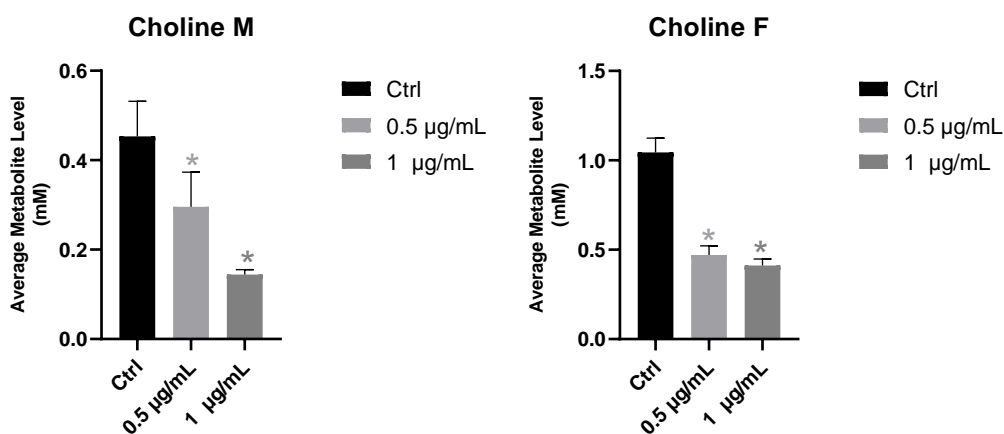 Choline M
Average Metabolite Level
(mM)
0.6
0.4
0.2
0.0
*
*
Ctrl
0.5 µg/mL
1 µg/mL
Ctrl
0.5 µg/mL
1 µg/mL
Choline F
Average Metabolite Level
(mM)
1.5
1.0
0.5
0.0
*
*
Ctrl
0.5 µg/mL
1 µg/mL
Ctrl
0.5 µg/mL
1 µg/mL